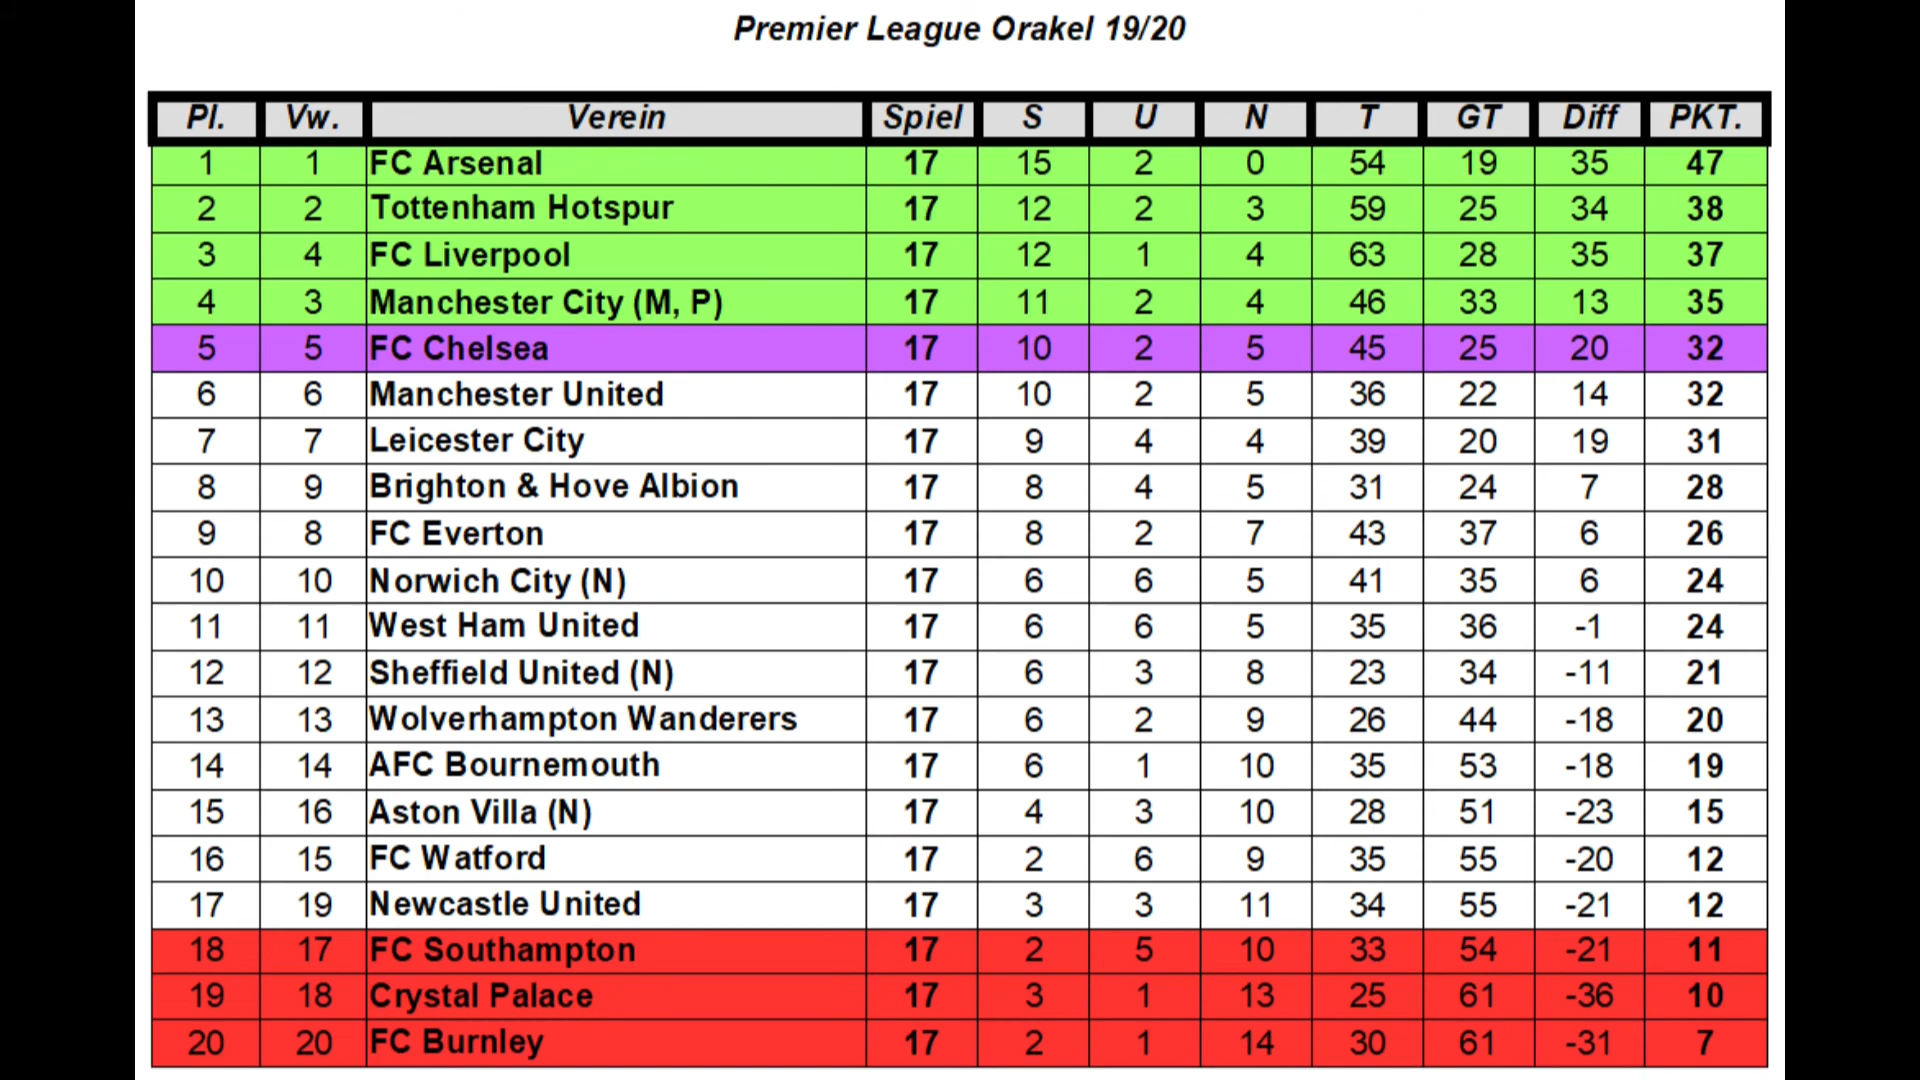 Premier League Orakel 19/20
Pl. Vw. Verein Spiel S U N T GT Diff PKT.
1 1 FC Arsenal 17 15 2 0 54 19 35 47
2 2 Tottenham Hotspur 17 12 2 3 59 25 34 38
3 4 FC Liverpool 17 12 1 4 63 28 35 37
4 3 Manchester City (M, P) 17 11 2 4 46 33 13 35
5 5 FC Chelsea 17 10 2 5 45 25 20 32
6 6 Manchester United 17 10 2 5 36 22 14 32
7 7 Leicester City 17 9 4 4 39 20 19 31
8 9 Brighton & Hove Albion 17 8 4 5 31 24 7 28
9 8 FC Everton 17 8 2 7 43 37 6 26
10 10 Norwich City (N) 17 6 6 5 41 35 6 24
11 11 West Ham United 17 6 6 5 35 36 -1 24
12 12 Sheffield United (N) 17 6 3 8 23 34 -11 21
13 13 Wolverhampton Wanderers 17 6 2 9 26 44 -18 20
14 14 AFC Bournemouth 17 6 1 10 35 53 -18 19
15 16 Aston Villa (N) 17 4 3 10 28 51 -23 15
16 15 FC Watford 17 2 6 9 35 55 -20 12
17 19 Newcastle United 17 3 3 11 34 55 -21 12
18 17 FC Southampton 17 2 5 10 33 54 -21 11
19 18 Crystal Palace 17 3 1 13 25 61 -36 10
20 20 FC Burnley 17 2 1 14 30 61 -31 7